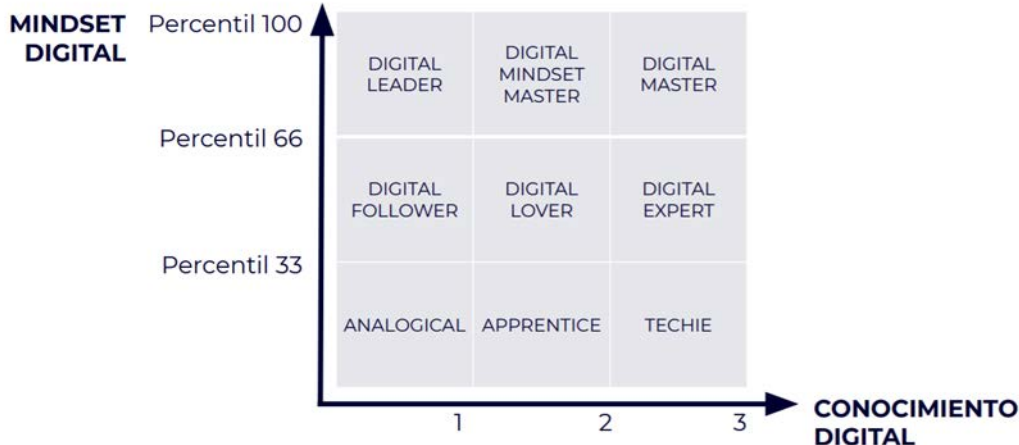 MINDSET
DIGITAL
Percentil 100
DIGITAL
LEADER
DIGITAL
MINDSET
MASTER
DIGITAL
MASTER
Percentil 66
DIGITAL
FOLLOWER
DIGITAL
LOVER
DIGITAL
EXPERT
Percentil 33
ANALOGICAL
APPRENTICE
TECHIE
1
2
3
CONOCIMIENTO
DIGITAL